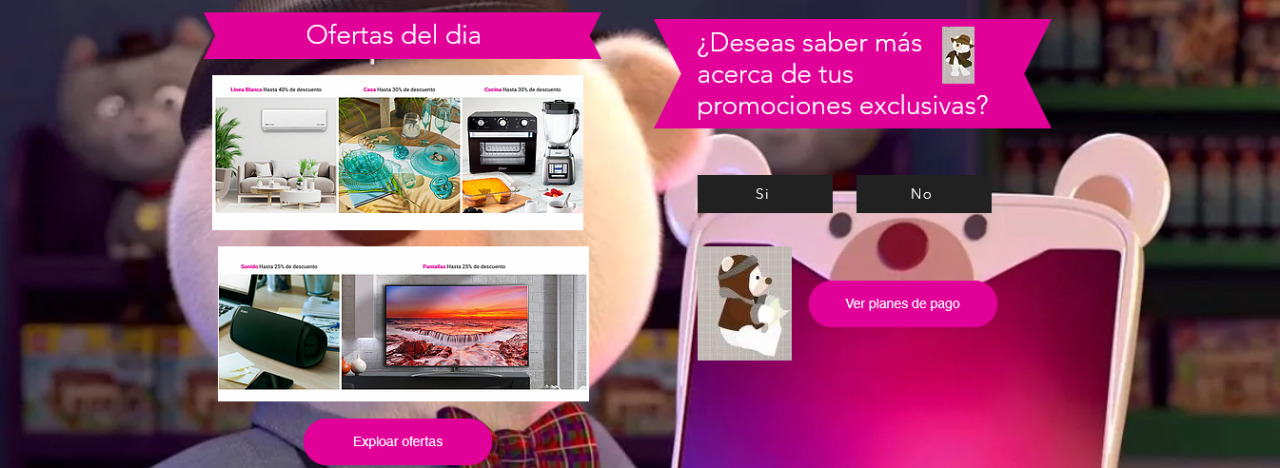 Ofertas del dia
Linea Blanca Hasta 40% de descuento
Casa Hasta 30% de descuento
Cocina Hasta 30% de descuento
Sonido Hasta 25% de descuento
Pantallas Hasta 25% de descuento
Exploar ofertas
¿Deseas saber más
acerca de tus
promociones exclusivas?
Si
No
Ver planes de pago